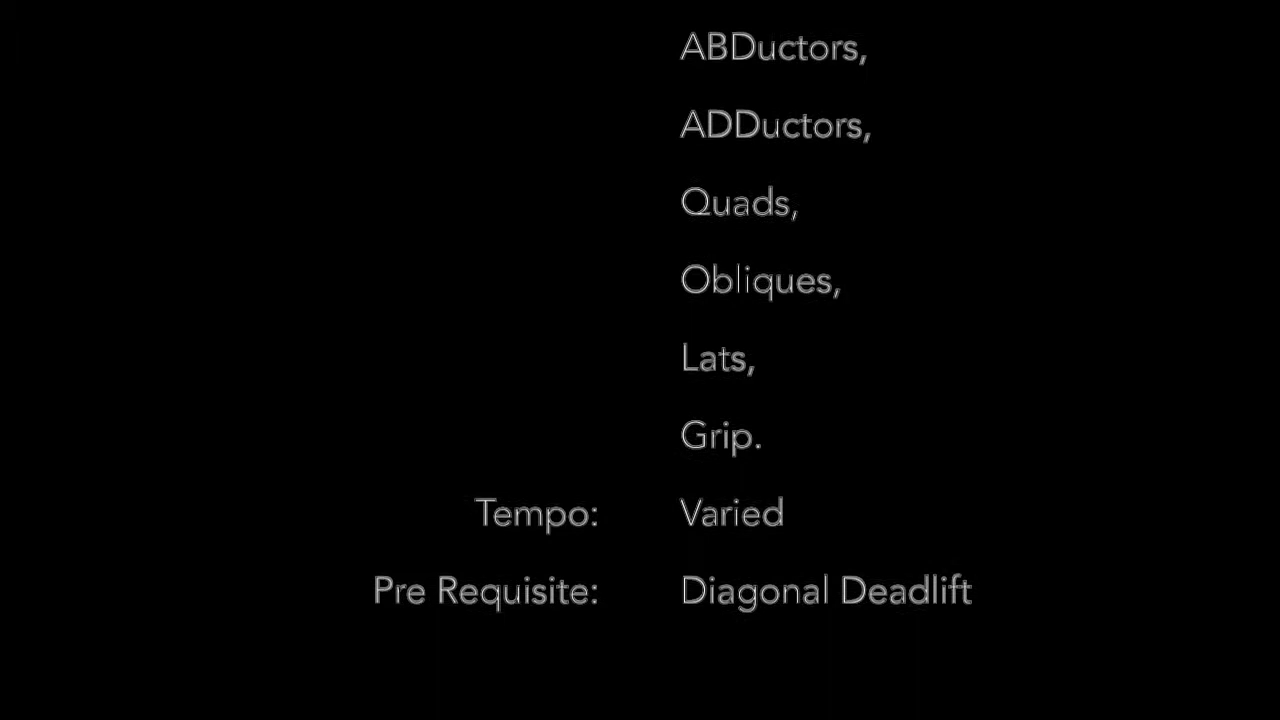 ABDuctors,
ADDuctors,
Quads,
Obliques,
Lats,
Grip.
Tempo: Varied
Pre Requisite: Diagonal Deadlift